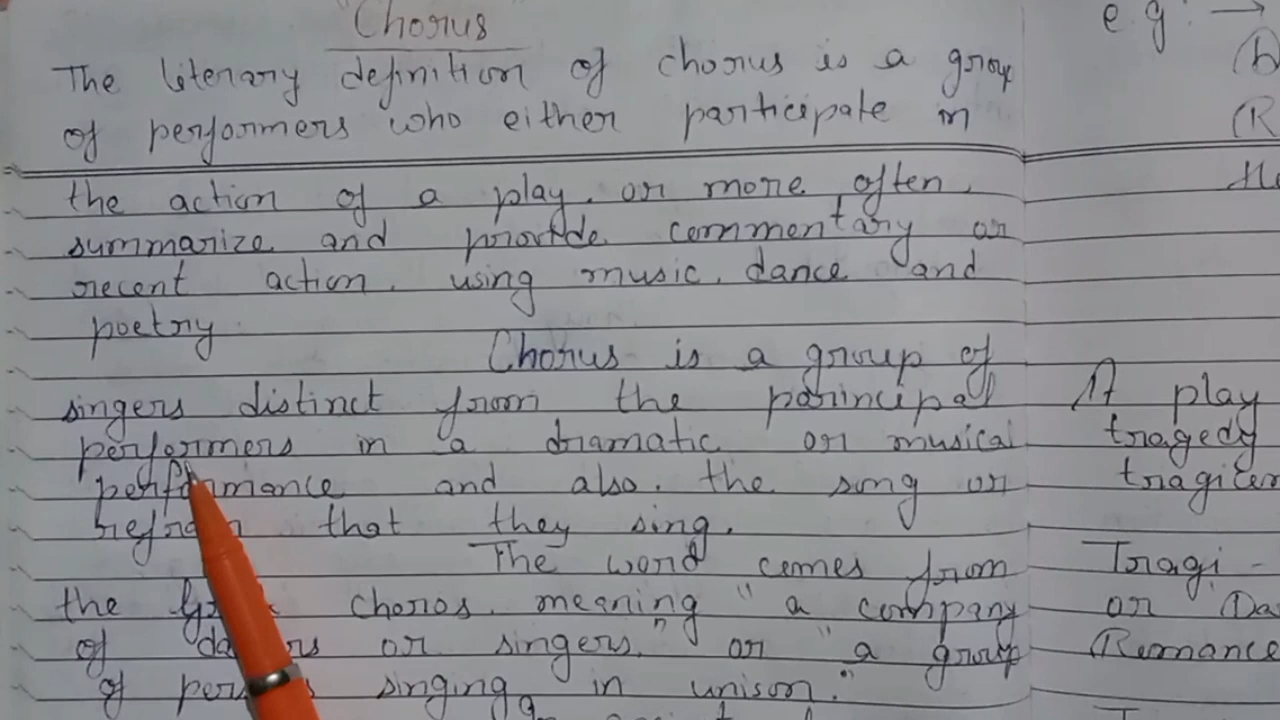 "Chorus"
The literary definition of chorus is a group
of performers who either participate in
the action of a play, or more often,
summarize and provide commentary or
recent action, using music, dance and
poetry.
Chorus is a group of
singers distinct from the principal
performers in a dramatic or musical
performance and also, the song or
refrain that they sing.
The word comes from
the choros, meaning "a company
of or singers," or "a group
of singing in unison."
e.g. →
(b
(R
A play
tragedy
Tragi -
or Da
Romance